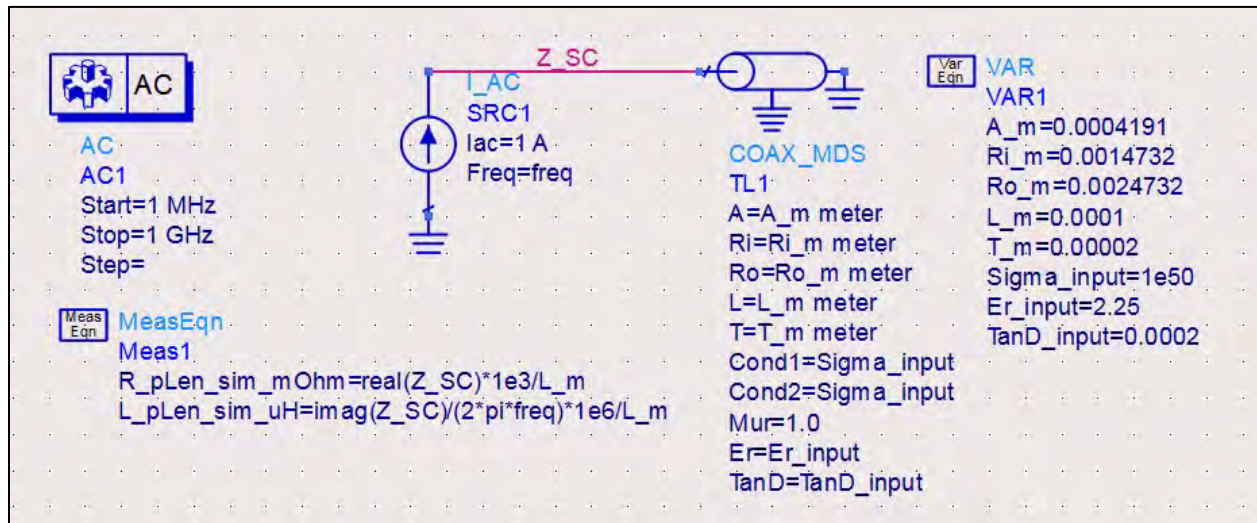 AC
AC
AC1
Start=1 MHz
Stop=1 GHz
Step=
Meas
Eqn
MeasEqn
Meas1
R_pLen_sim_mOhm=real(Z_SC)*1e3/L_m
L_pLen_sim_uH=imag(Z_SC)/(2*pi*freq)*1e6/L_m
Z_SC
I_AC
SRC1
Iac=1 A
Freq=freq
COAX_MDS
TL1
A=A_m meter
Ri=Ri_m meter
Ro=Ro_m meter
L=L_m meter
T=T_m meter
Cond1=Sigma_input
Cond2=Sigma_input
Mur=1.0
Er=Er_input
TanD=TanD_input
Var
Eqn
VAR
VAR1
A_m=0.0004191
Ri_m=0.0014732
Ro_m=0.0024732
L_m=0.0001
T_m=0.00002
Sigma_input=1e50
Er_input=2.25
TanD_input=0.0002